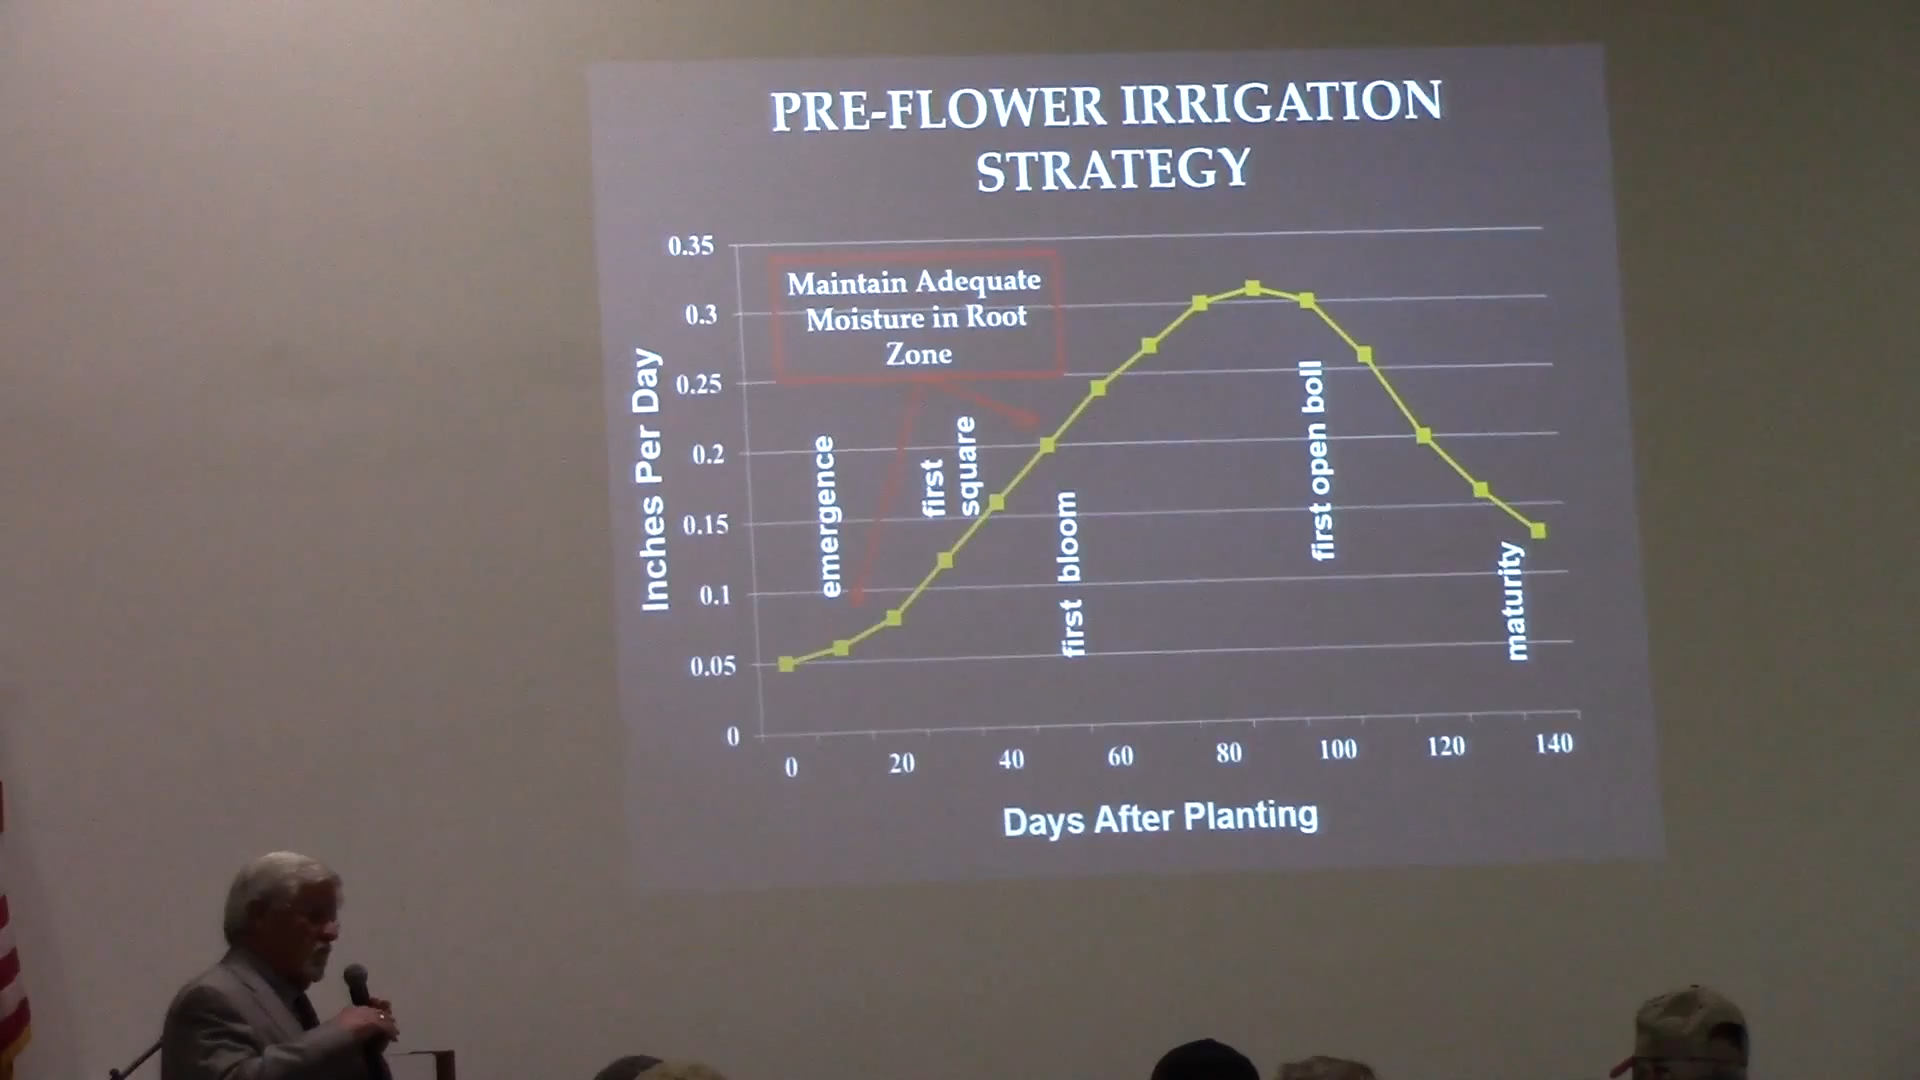 PRE-FLOWER IRRIGATION
STRATEGY
0.35
0.3
0.25
0.2
0.15
0.1
0.05
0
Inches Per Day
Maintain Adequate
Moisture in Root
Zone
emergence
first
square
first bloom
first open boll
maturity
0 20 40 60 80 100 120 140
Days After Planting